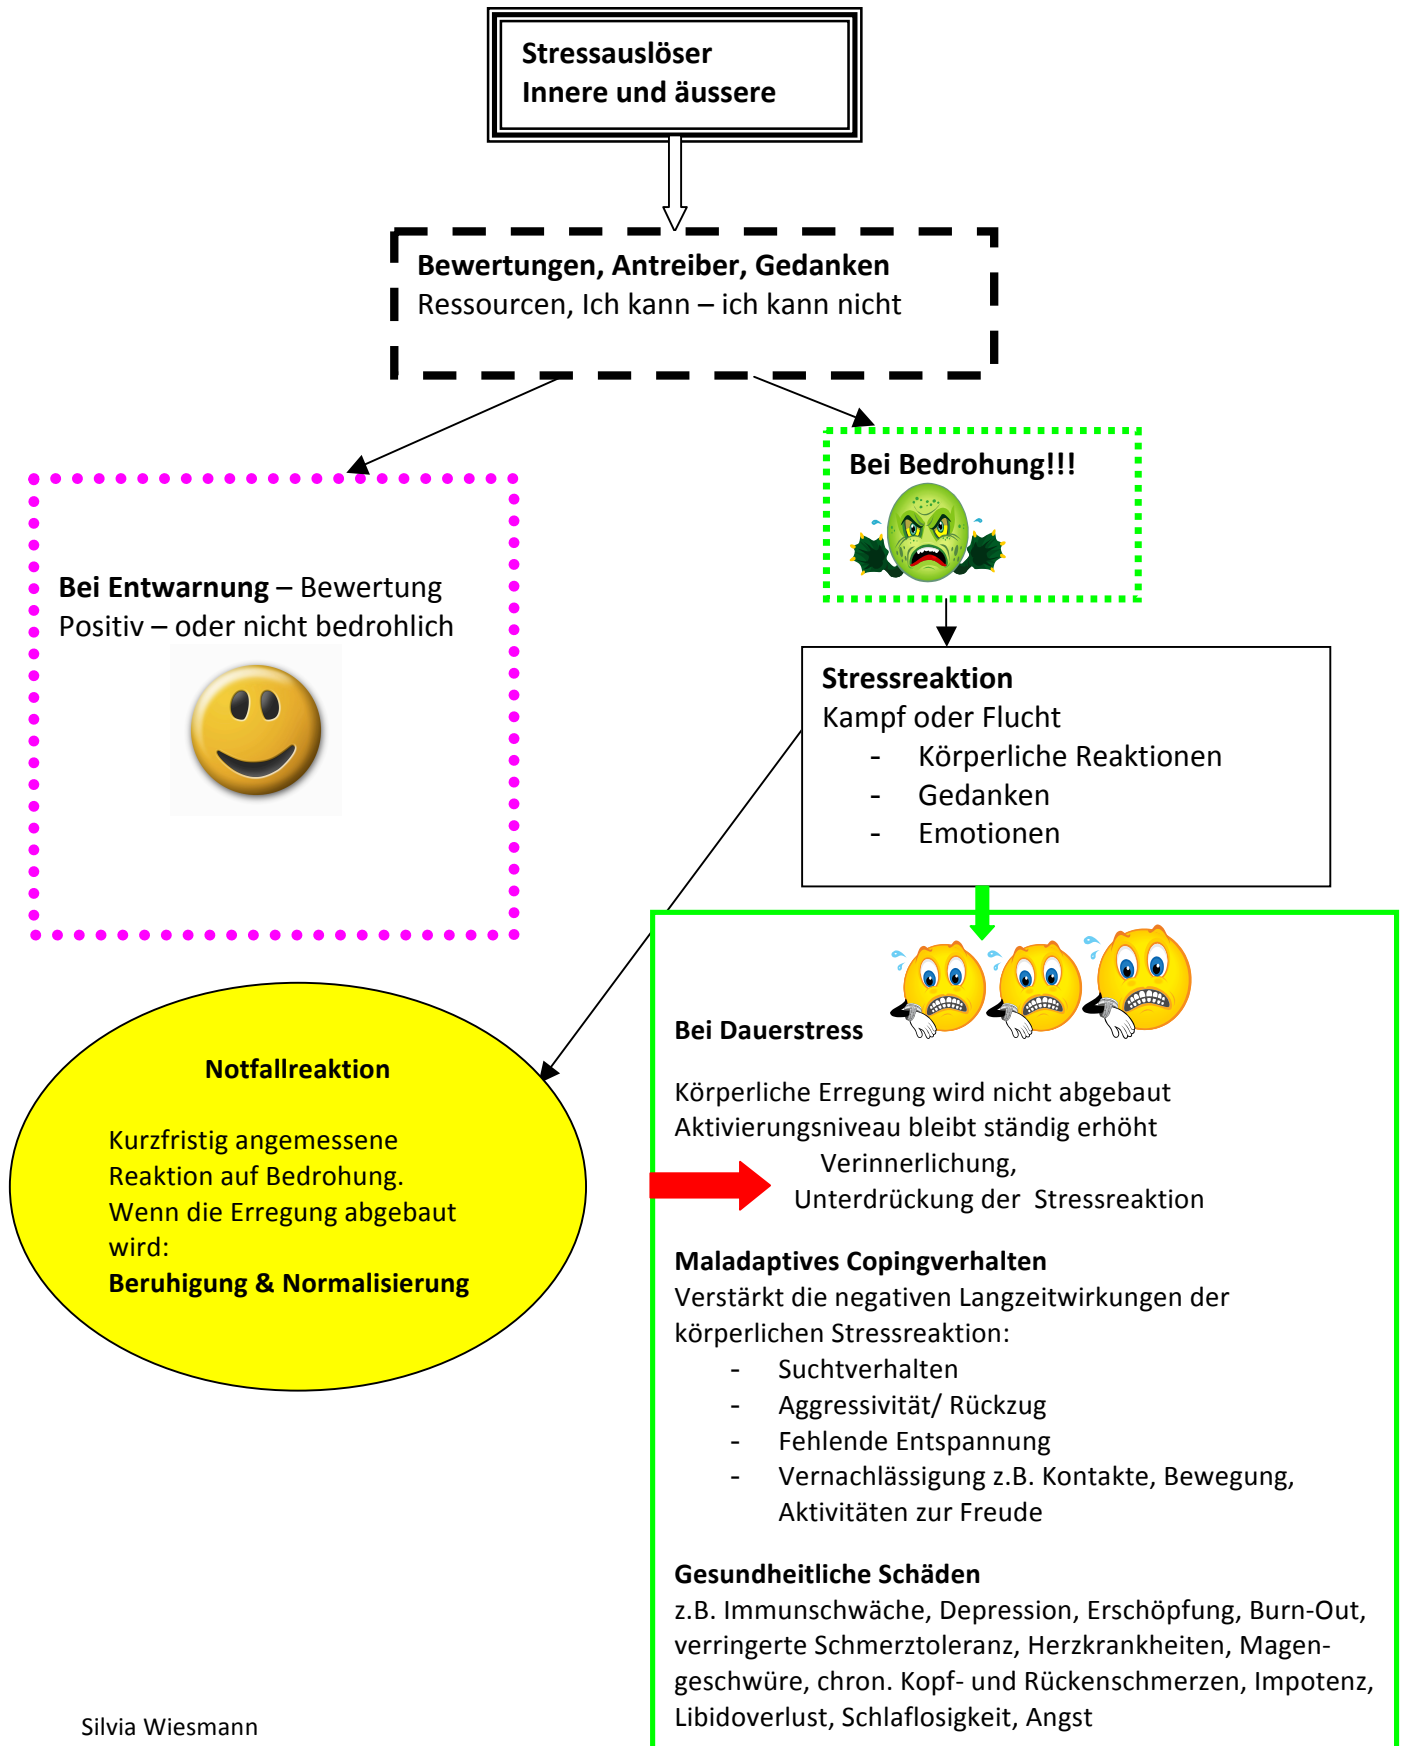 Stressauslöser
Innere und äussere
Bewertungen, Antreiber, Gedanken
Ressourcen, Ich kann – ich kann nicht
Bei Bedrohung!!!
Bei Entwarnung – Bewertung
Positiv – oder nicht bedrohlich
Stressreaktion
Kampf oder Flucht
- Körperliche Reaktionen
- Gedanken
- Emotionen
Notfallreaktion
Kurzfristig angemessene
Reaktion auf Bedrohung.
Wenn die Erregung abgebaut
wird:
Beruhigung & Normalisierung
Bei Dauerstress
Körperliche Erregung wird nicht abgebaut
Aktivierungsniveau bleibt ständig erhöht
Verinnerlichung,
Unterdrückung der Stressreaktion
Maladaptives Copingverhalten
Verstärkt die negativen Langzeitwirkungen der
körperlichen Stressreaktion:
- Suchtverhalten
- Aggressivität/ Rückzug
- Fehlende Entspannung
- Vernachlässigung z.B. Kontakte, Bewegung,
Aktivitäten zur Freude
Gesundheitliche Schäden
z.B. Immunschwäche, Depression, Erschöpfung, Burn-Out,
verringerte Schmerztoleranz, Herzkrankheiten, Magen-
geschwüre, chron. Kopf- und Rückenschmerzen, Impotenz,
Libidoverlust, Schlaflosigkeit, Angst
Silvia Wiesmann